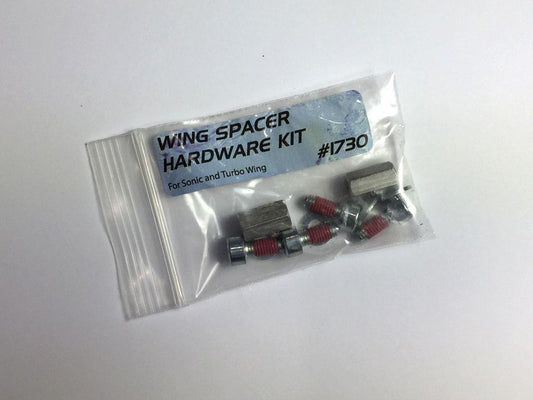 WING SPACER
HARDWARE KIT
#1730
For Sonic and Turbo Wing